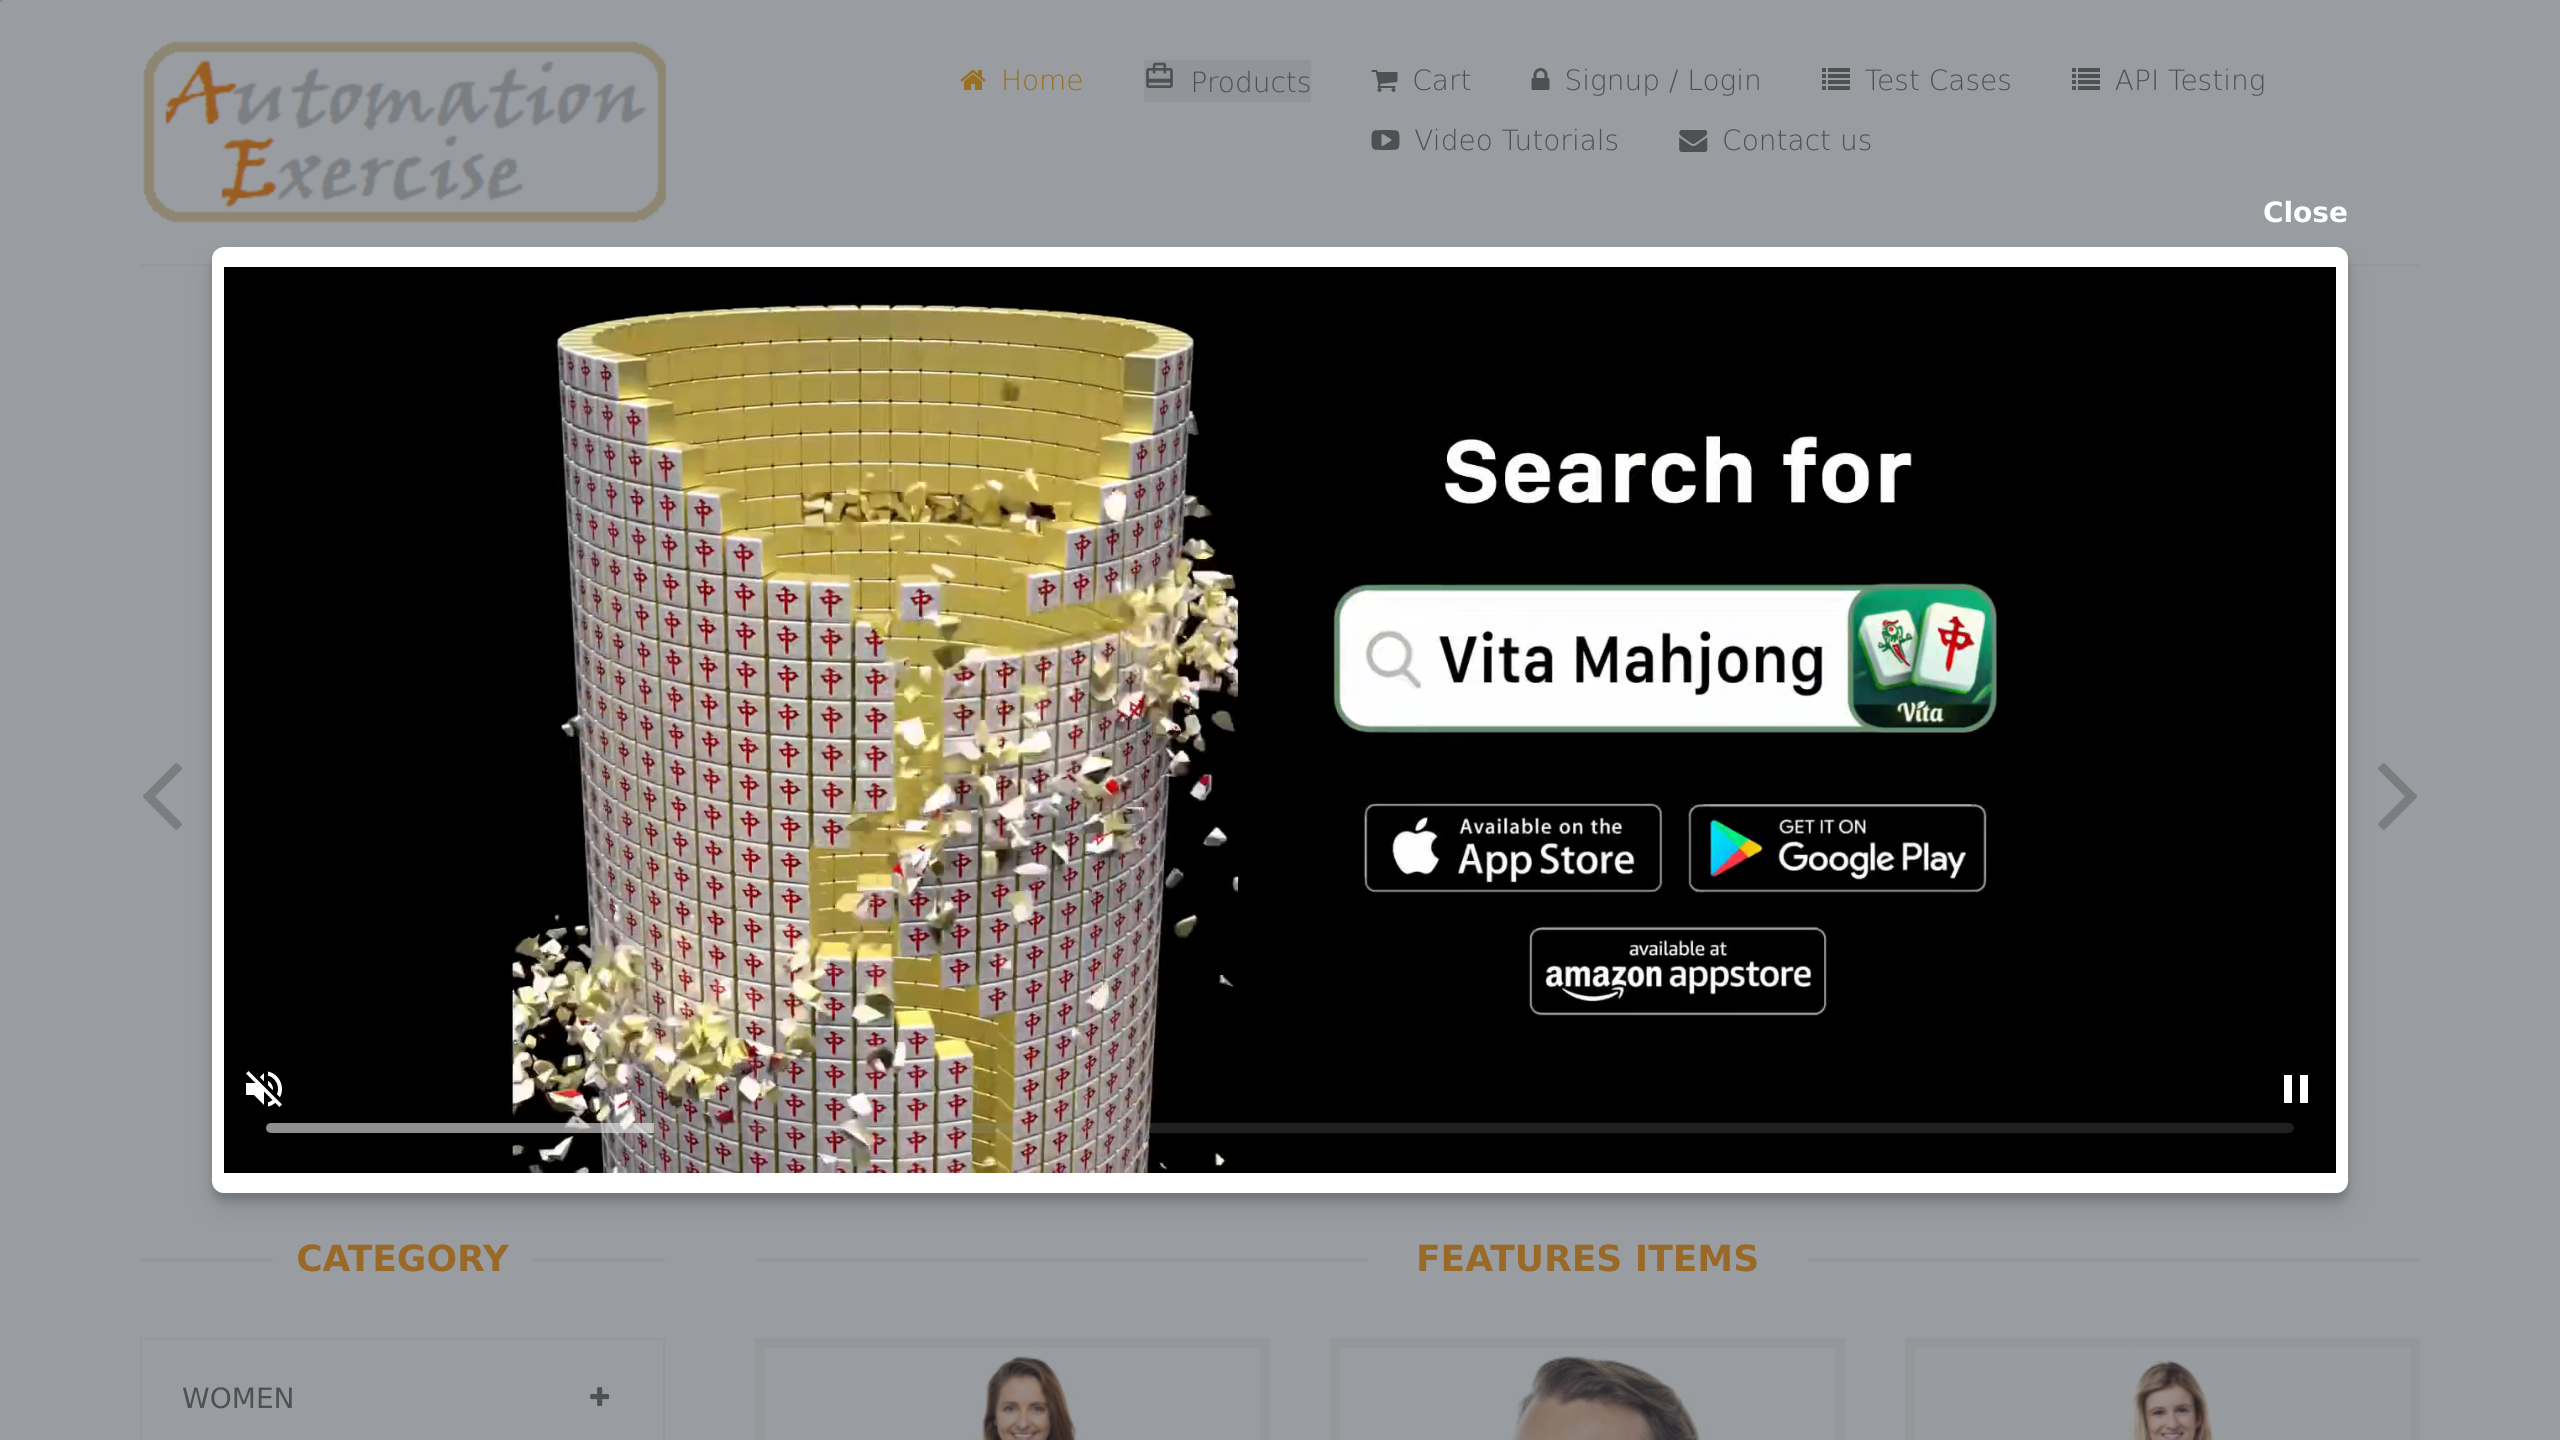 Automation
Exercise
Home
Products
Cart
Signup / Login
Test Cases
API Testing
Video Tutorials
Contact us
Close
Search for
Vita Mahjong
Vita
Available on the
App Store
GET IT ON
Google Play
available at
amazon appstore
CATEGORY
FEATURES ITEMS
WOMEN